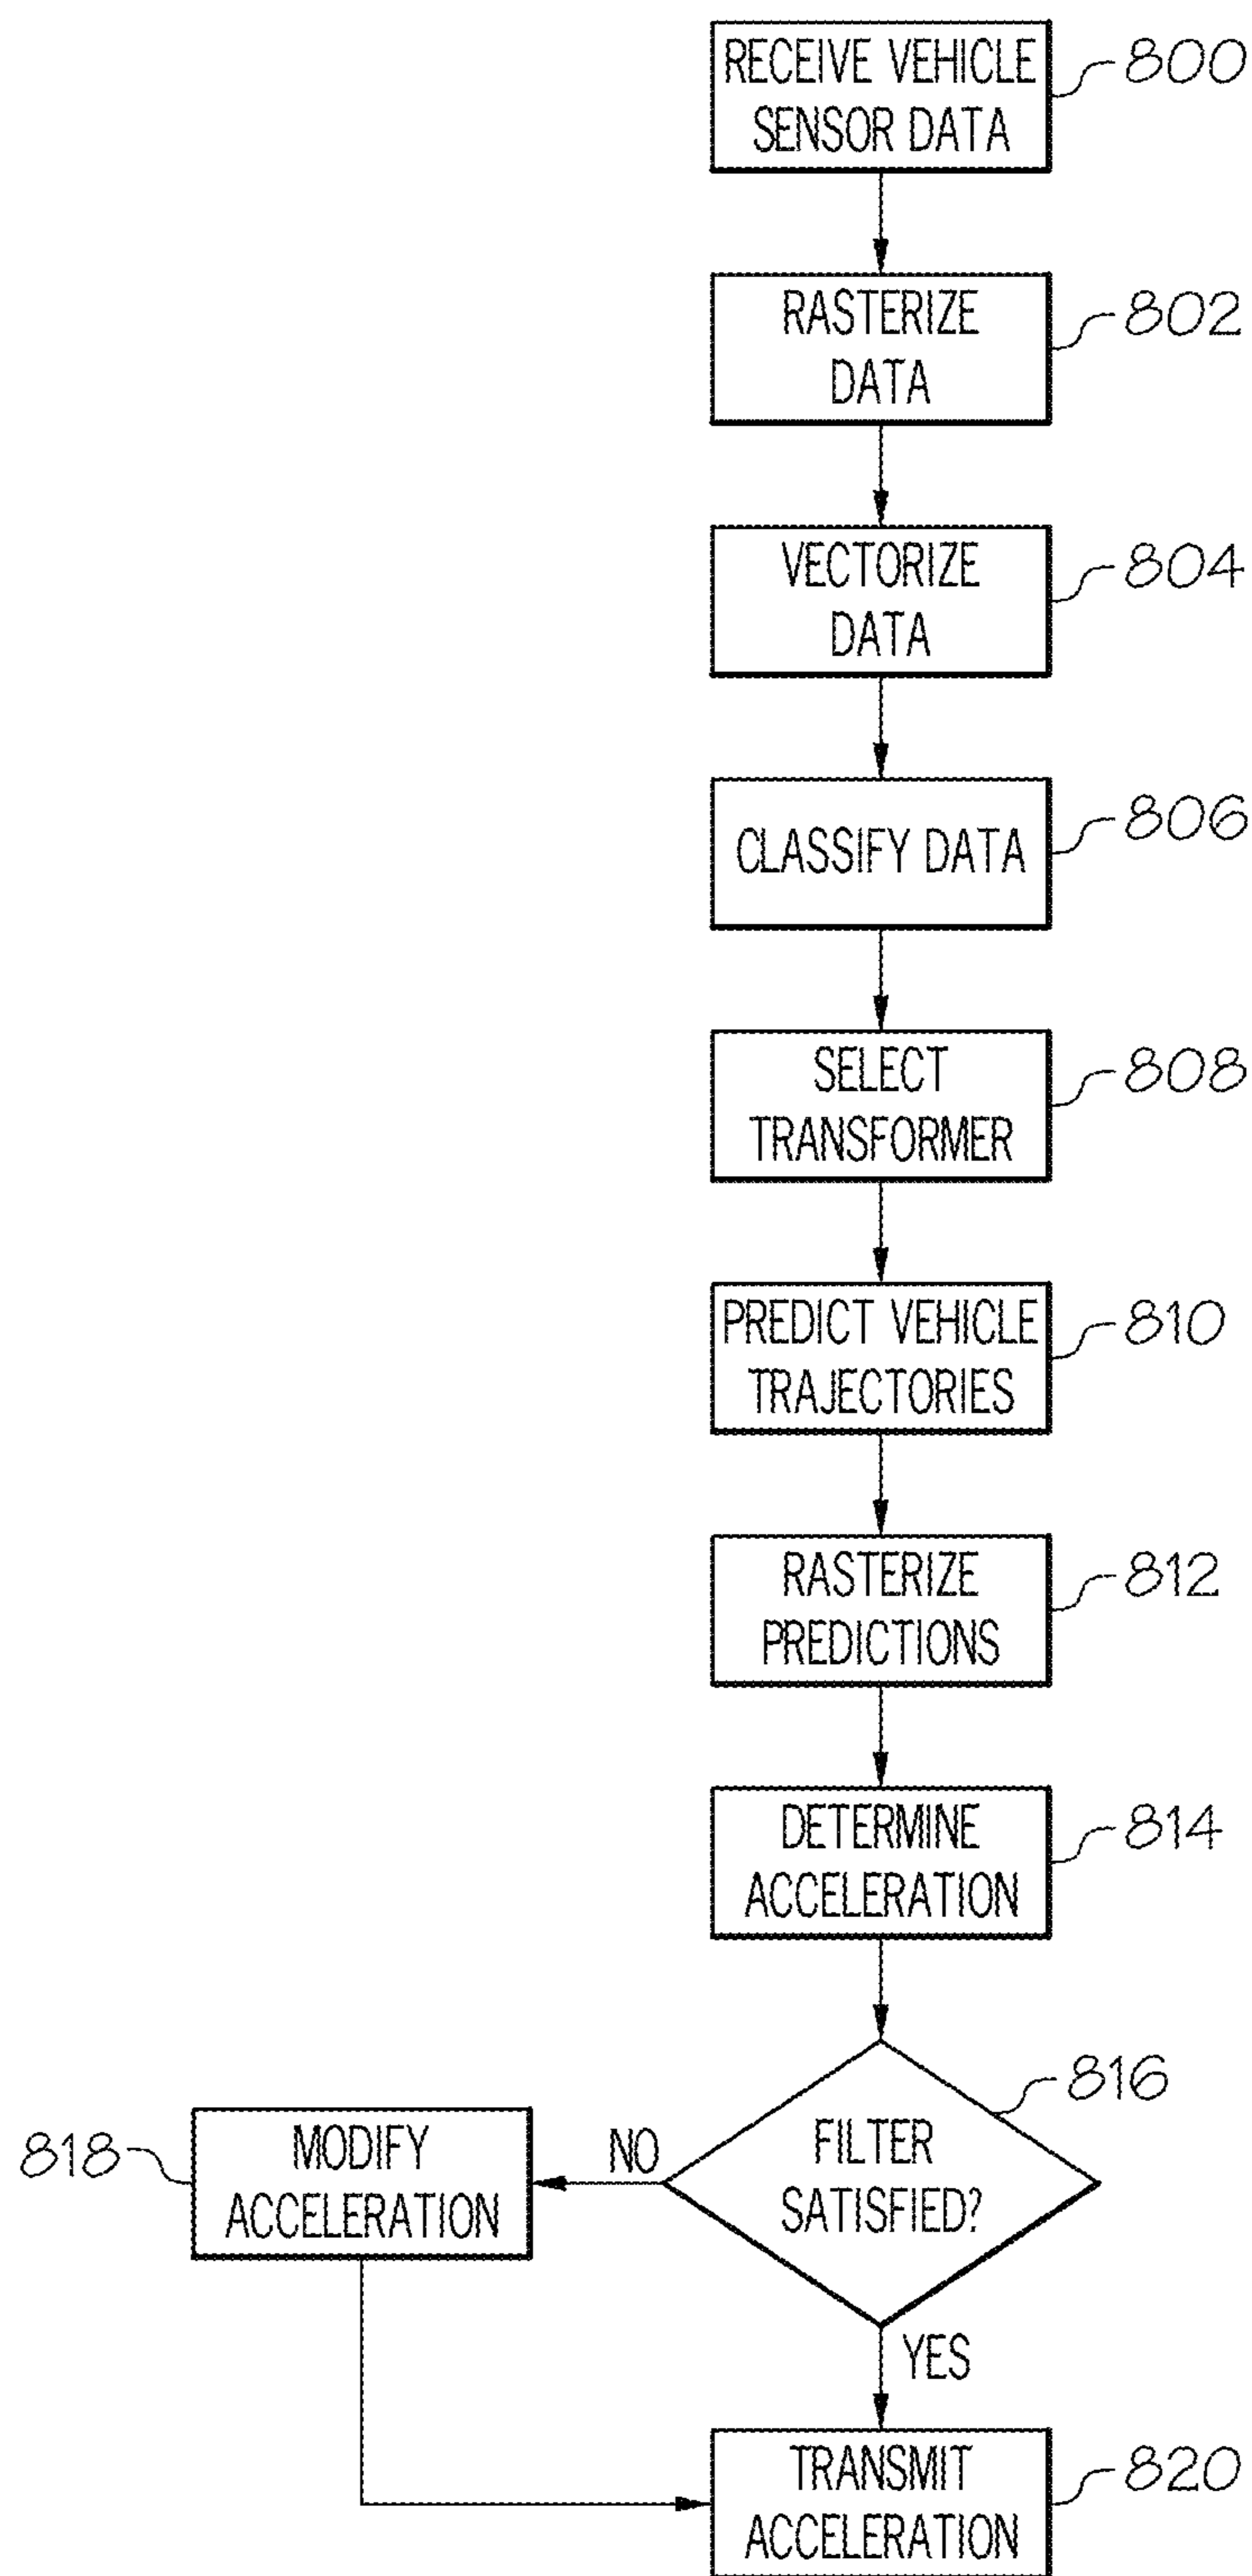 RECEIVE VEHICLE
SENSOR DATA
800
RASTERIZE
DATA
802
VECTORIZE
DATA
804
CLASSIFY DATA
806
SELECT
TRANSFORMER
808
PREDICT VEHICLE
TRAJECTORIES
810
RASTERIZE
PREDICTIONS
812
DETERMINE
ACCELERATION
814
FILTER
SATISFIED?
816
NO
MODIFY
ACCELERATION
818
YES
TRANSMIT
ACCELERATION
820